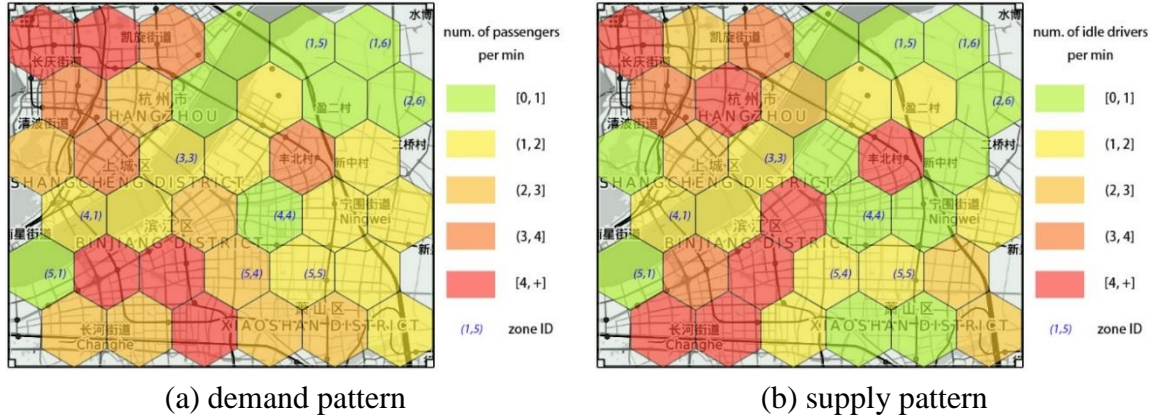 水博
凯旋街道
(1,5)
(1,6)
num. of passengers
per min
长庆街道
杭州市
HANGZHOU
盈二村
(2,6)
[0, 1]
清波街道
(1, 2]
上城区
(3,3)
丰北村
新中村
二桥村
SHANGCHENG DISTRICT
(2, 3]
(4,1)
滨江区
(4,4)
宁围街道
Ningwei
(3, 4]
BINJIANG DISTRICT
(5,1)
(5,4)
(5,5)
[4, +]
萧山区
长河街道
Changhe
XIAOSHAN DISTRICT
(1,5)
zone ID
(a) demand pattern
水博
凯旋街道
(1,5)
(1,6)
num. of idle drivers
per min
长庆街道
杭州市
HANGZHOU
盈二村
(2,6)
[0, 1]
清波街道
(1, 2]
上城区
(3,3)
丰北村
新中村
二桥村
SHANGCHENG DISTRICT
(2, 3]
(4,1)
滨江区
(4,4)
宁围街道
Ningwei
(3, 4]
BINJIANG DISTRICT
(5,1)
(5,4)
(5,5)
[4, +]
萧山区
长河街道
Changhe
XIAOSHAN DISTRICT
(1,5)
zone ID
(b) supply pattern